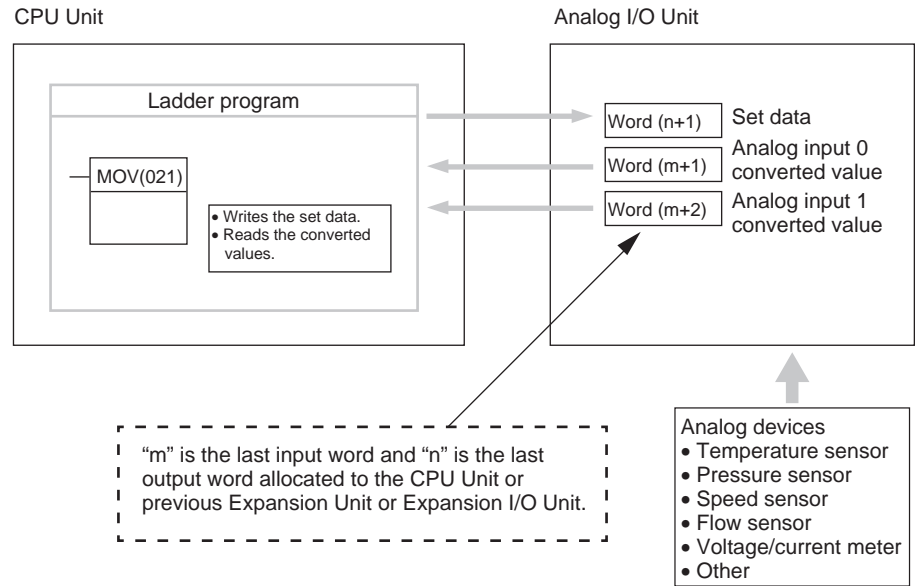 CPU Unit
Analog I/O Unit
Ladder program
MOV(021)
• Writes the set data.
• Reads the converted
values.
Word (n+1)
Set data
Word (m+1)
Analog input 0
converted value
Word (m+2)
Analog input 1
converted value
“m” is the last input word and “n” is the last
output word allocated to the CPU Unit or
previous Expansion Unit or Expansion I/O Unit.
Analog devices
• Temperature sensor
• Pressure sensor
• Speed sensor
• Flow sensor
• Voltage/current meter
• Other